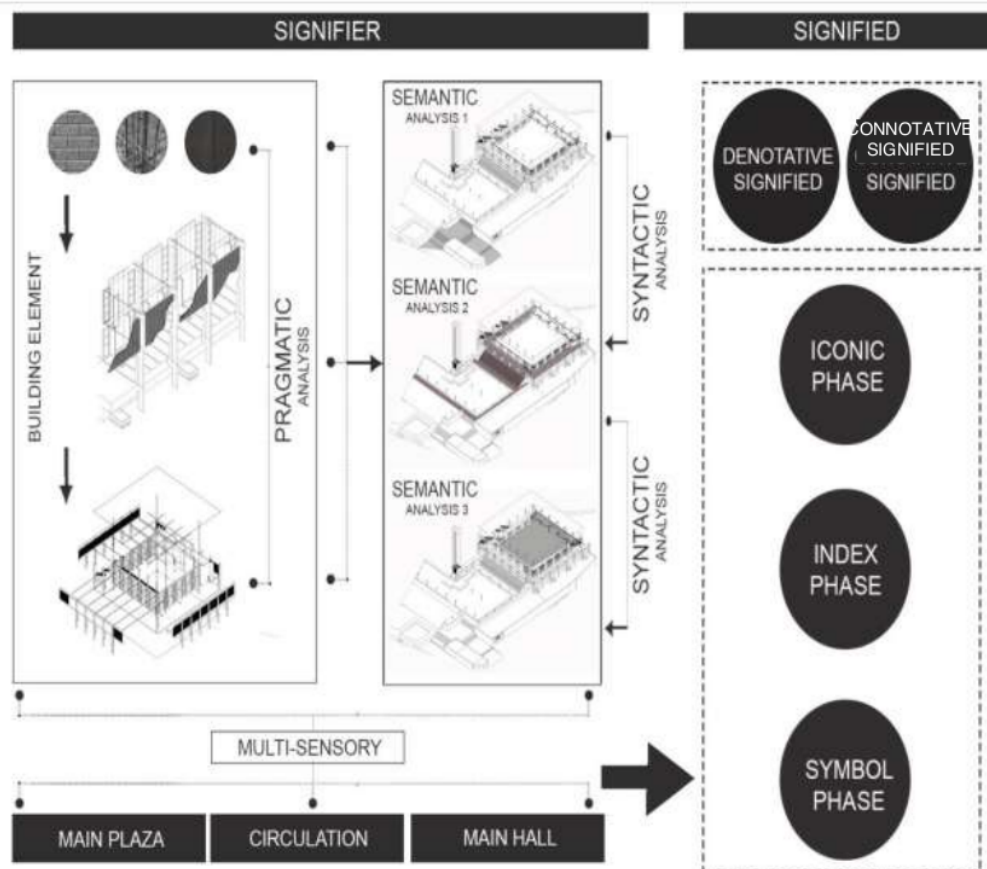 SIGNIFIER
SIGNIFIED
BUILDING ELEMENT
PRAGMATIC
ANALYSIS
SEMANTIC
ANALYSIS 1
SEMANTIC
ANALYSIS 2
SEMANTIC
ANALYSIS 3
SYNTACTIC
ANALYSIS
SYNTACTIC
ANALYSIS
MULTI-SENSORY
MAIN PLAZA
CIRCULATION
MAIN HALL
DENOTATIVE
SIGNIFIED
CONNOTATIVE
SIGNIFIED
SIGNIFIED
ICONIC
PHASE
INDEX
PHASE
SYMBOL
PHASE